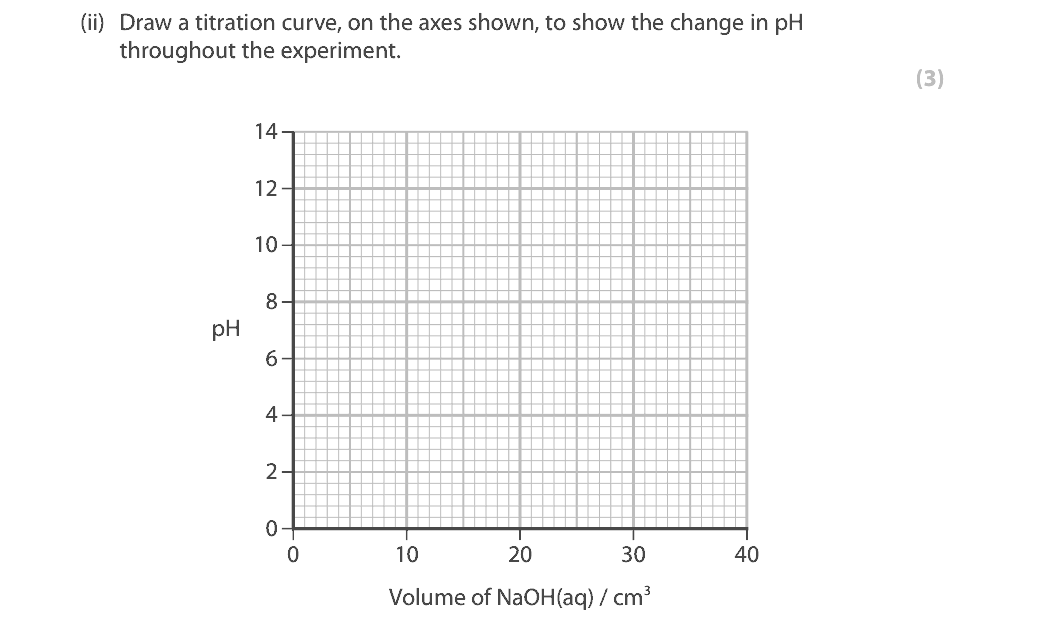 (ii) Draw a titration curve, on the axes shown, to show the change in pH
throughout the experiment.
(3)
14
12
10
8
pH
6
4
2
0
0 10 20 30 40
Volume of NaOH(aq) / cm³